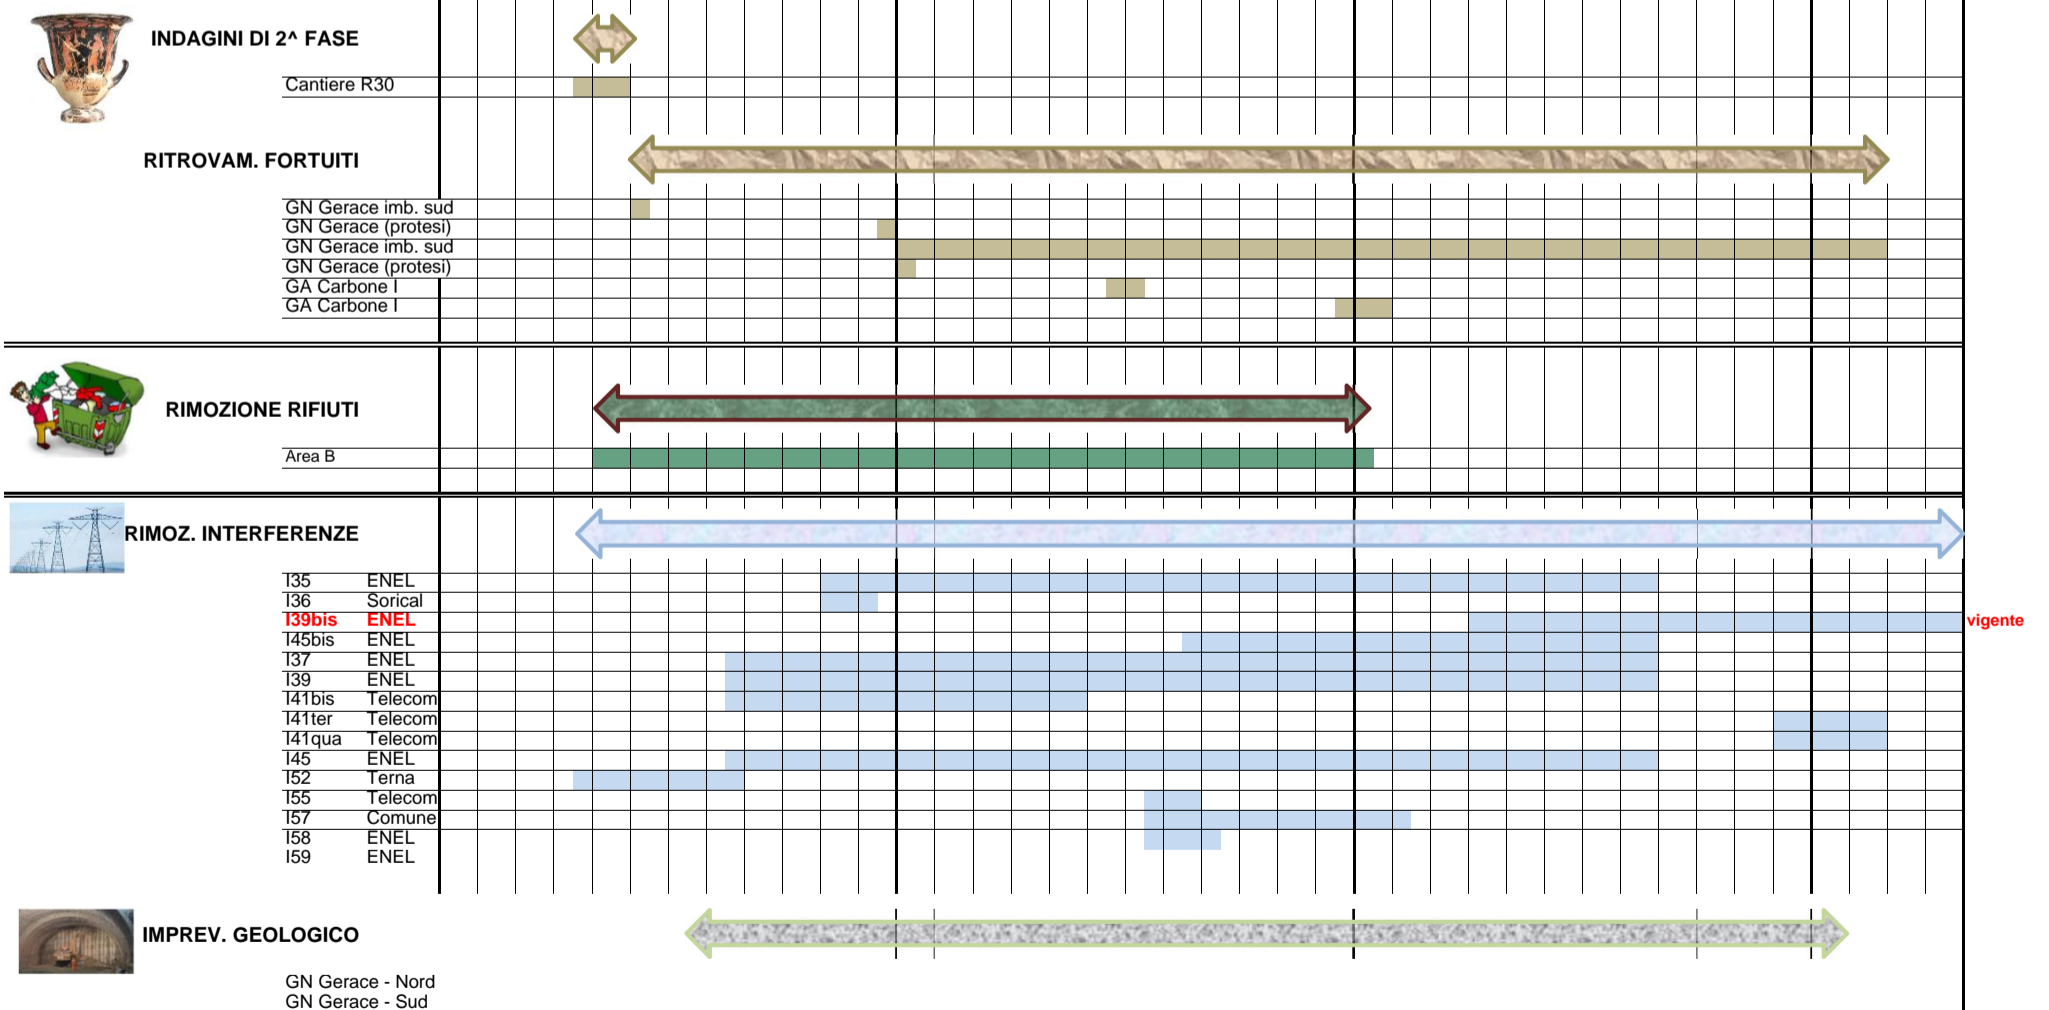 INDAGINI DI 2^ FASE
Cantiere R30
RITROVAM. FORTUITI
GN Gerace imb. sud
GN Gerace (protesi)
GN Gerace imb. sud
GN Gerace (protesi)
GA Carbone I
GA Carbone I
RIMOZIONE RIFIUTI
Area B
RIMOZ. INTERFERENZE
I35 ENEL
I36 Sorical
I39bis ENEL vigente
I45bis ENEL
I37 ENEL
I39 ENEL
I41bis Telecom
I41ter Telecom
I41qua Telecom
I45 ENEL
I52 Terna
I55 Telecom
I57 Comune
I58 ENEL
I59 ENEL
IMPREV. GEOLOGICO
GN Gerace - Nord
GN Gerace - Sud